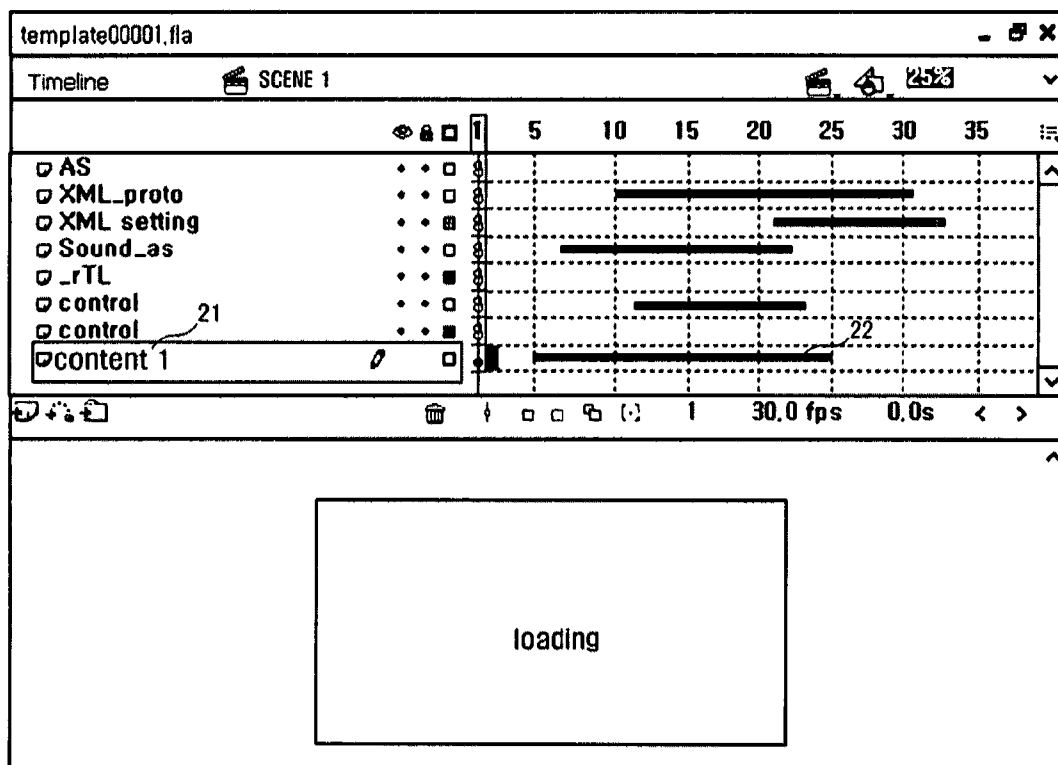 template00001.fla
Timeline SCENE 1 25%
1 5 10 15 20 25 30 35
AS
XML_proto
XML setting
Sound_as
_rTL
control
21
control
22
content 1
1 30.0 fps 0.0s < >
loading